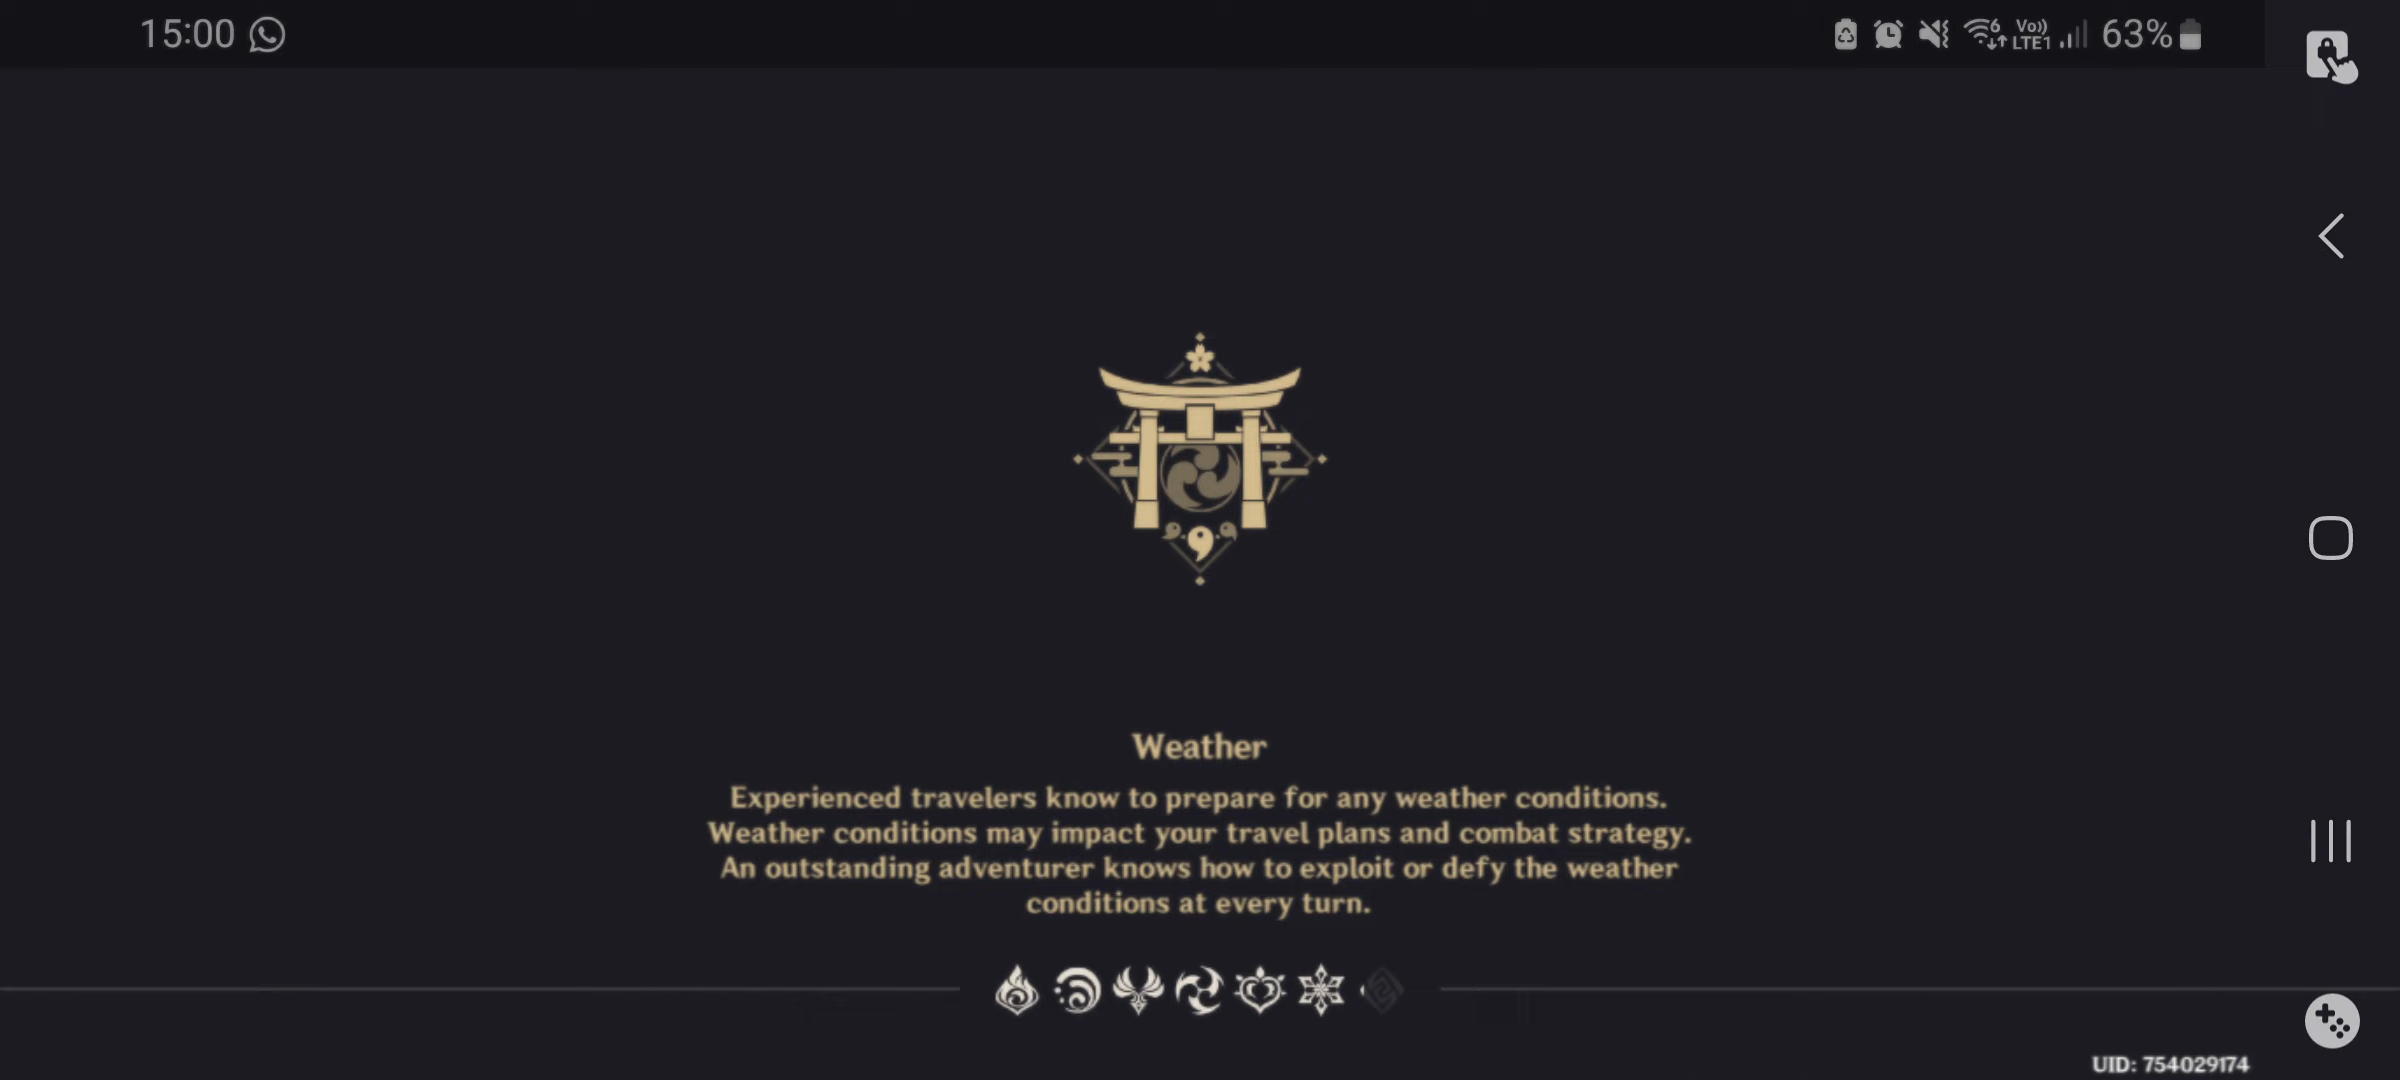 15:00
Vo)) LTE1 63%
Weather
Experienced travelers know to prepare for any weather conditions.
Weather conditions may impact your travel plans and combat strategy.
An outstanding adventurer knows how to exploit or defy the weather
conditions at every turn.
UID: 754029174